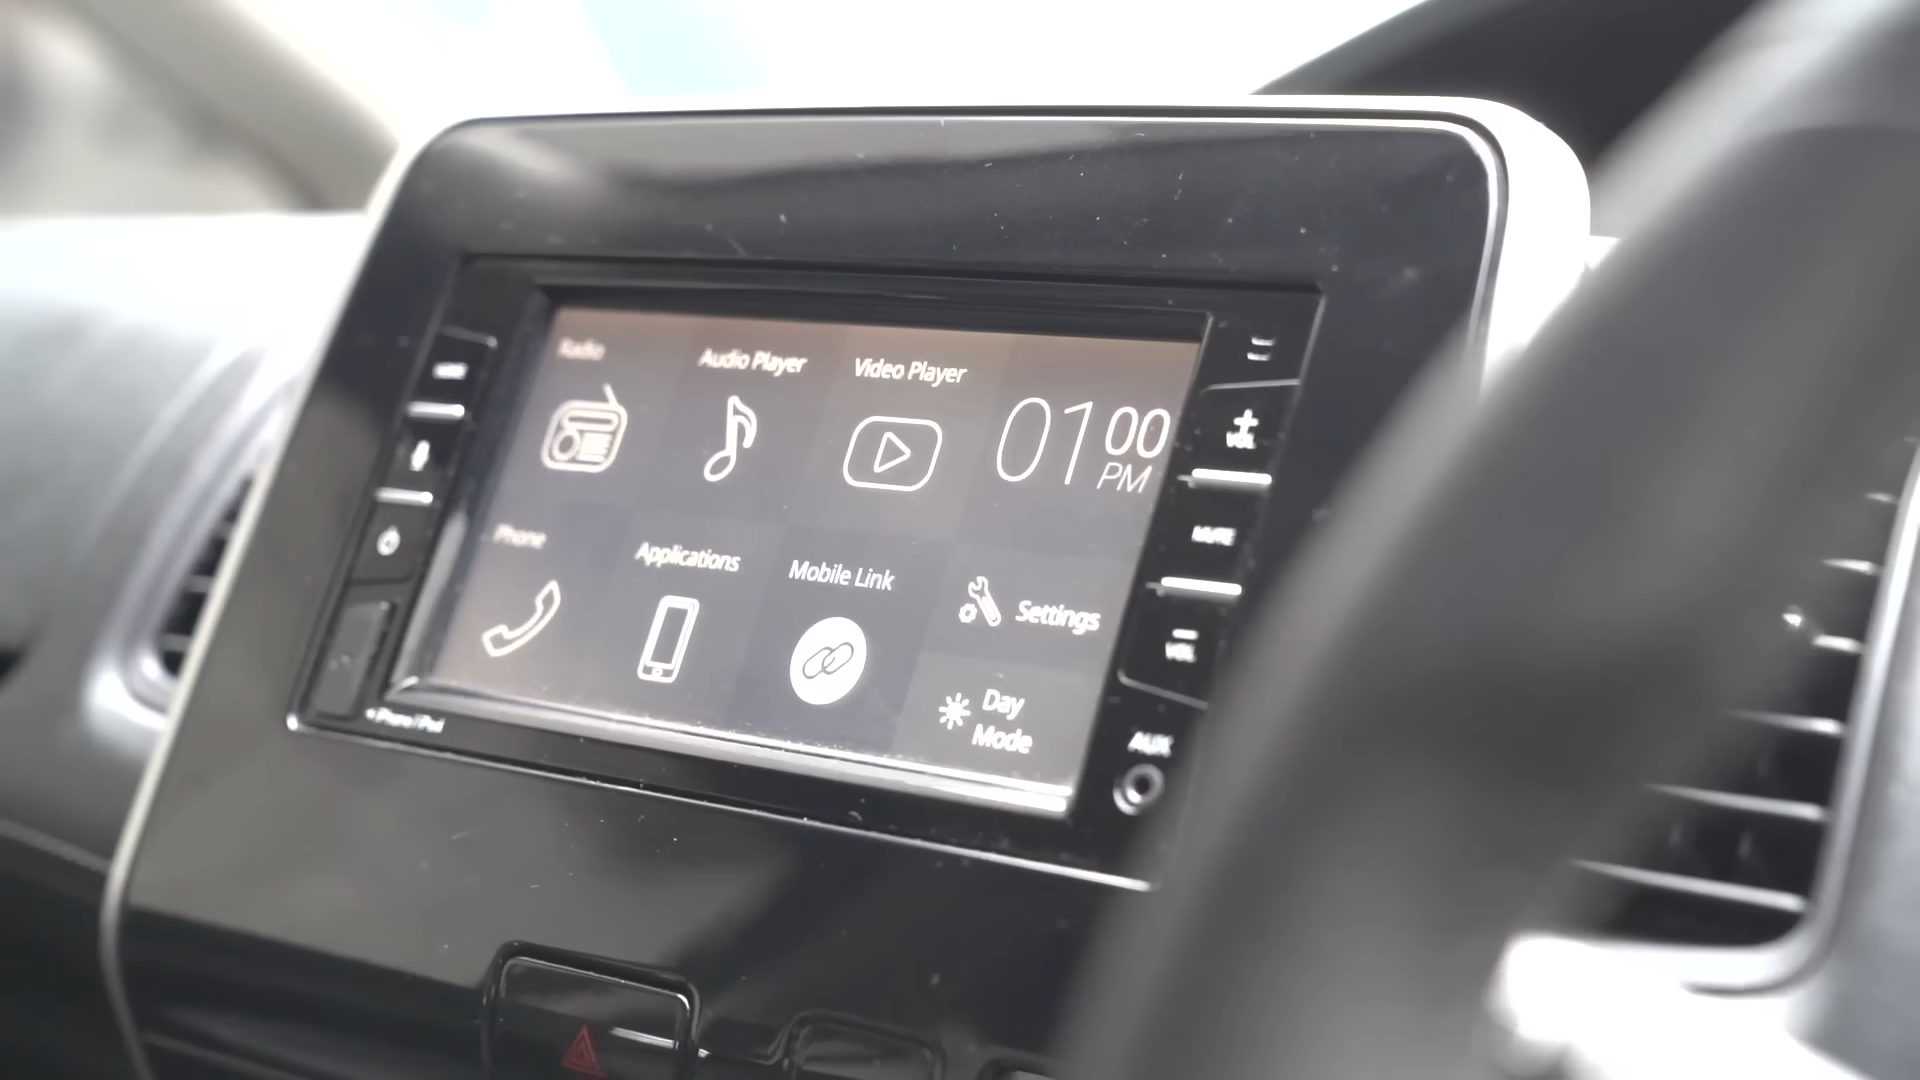 Radio
Audio Player
Video Player
01 00
PM
Phone
Applications
Mobile Link
Settings
Day
Mode
+
VOL
MUTE
VOL
AUX